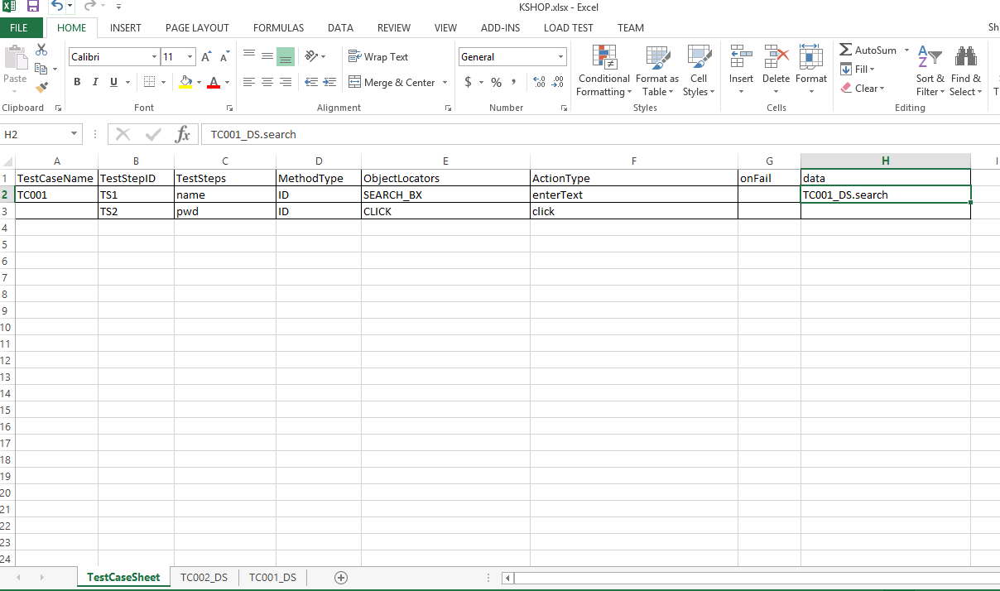 KSHOP.xlsx - Excel
FILE HOME INSERT PAGE LAYOUT FORMULAS DATA REVIEW VIEW ADD-INS LOAD TEST TEAM Sh
Paste
Clipboard
Calibri 11
B I U A
Font
Wrap Text
Merge & Center
Alignment
General
$ % , .00 .00
Number
Conditional Formatting
Format as Table
Cell Styles
Styles
Insert Delete Format
Cells
AutoSum
Fill
Clear
Sort & Filter
Find & Select
Editing
H2 fx TC001_DS.search
A B C D E F G H I
1 TestCaseName TestStepID TestSteps MethodType ObjectLocators ActionType onFail data
2 TC001 TS1 name ID SEARCH_BX enterText TC001_DS.search
3 TS2 pwd ID CLICK click
4
5
6
7
8
9
10
11
12
13
14
15
16
17
18
19
20
21
22
23
24
TestCaseSheet TC002_DS TC001_DS